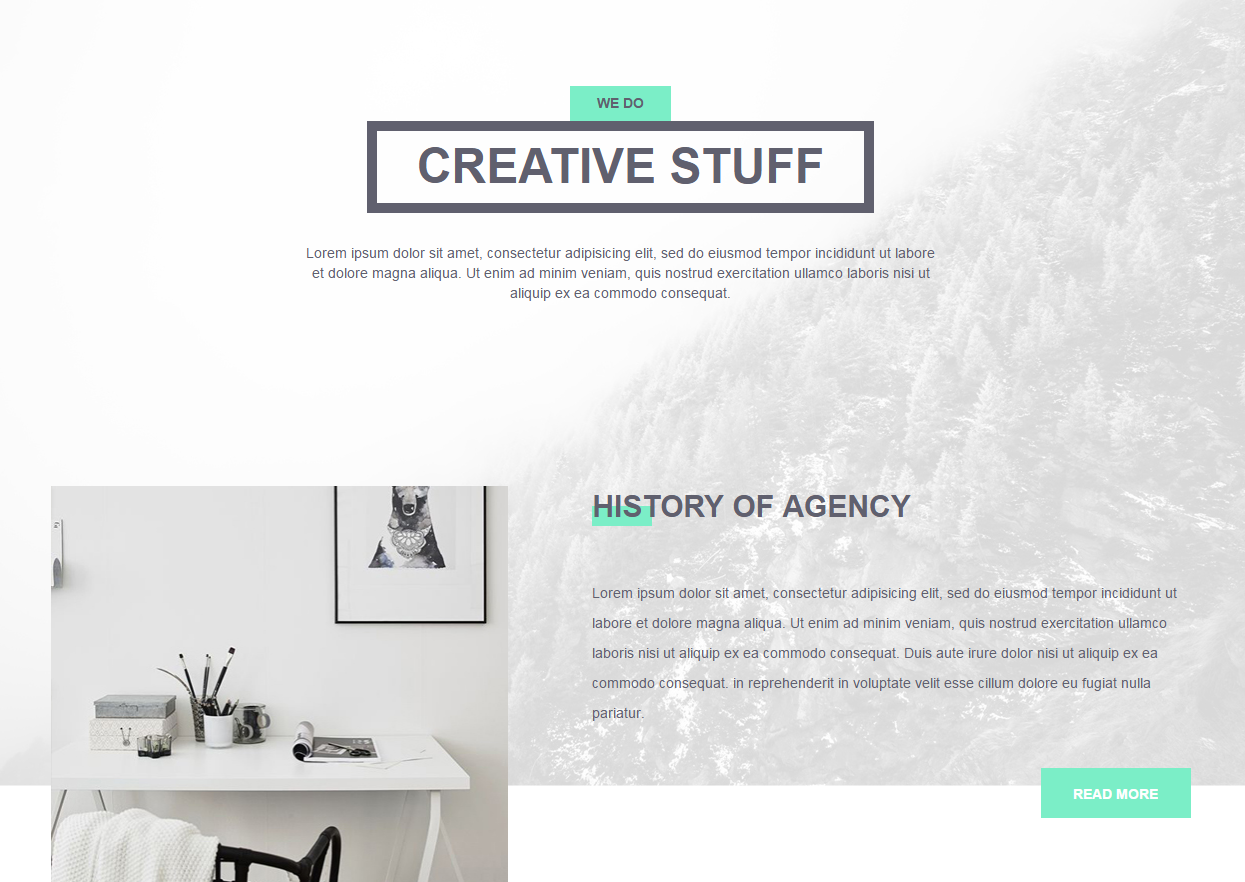 WE DO
CREATIVE STUFF
Lorem ipsum dolor sit amet, consectetur adipisicing elit, sed do eiusmod tempor incididunt ut labore
et dolore magna aliqua. Ut enim ad minim veniam, quis nostrud exercitation ullamco laboris nisi ut
aliquip ex ea commodo consequat.
HISTORY OF AGENCY
Lorem ipsum dolor sit amet, consectetur adipisicing elit, sed do eiusmod tempor incididunt ut
labore et dolore magna aliqua. Ut enim ad minim veniam, quis nostrud exercitation ullamco
laboris nisi ut aliquip ex ea commodo consequat. Duis aute irure dolor nisi ut aliquip ex ea
commodo consequat. in reprehenderit in voluptate velit esse cillum dolore eu fugiat nulla
pariatur.
READ MORE